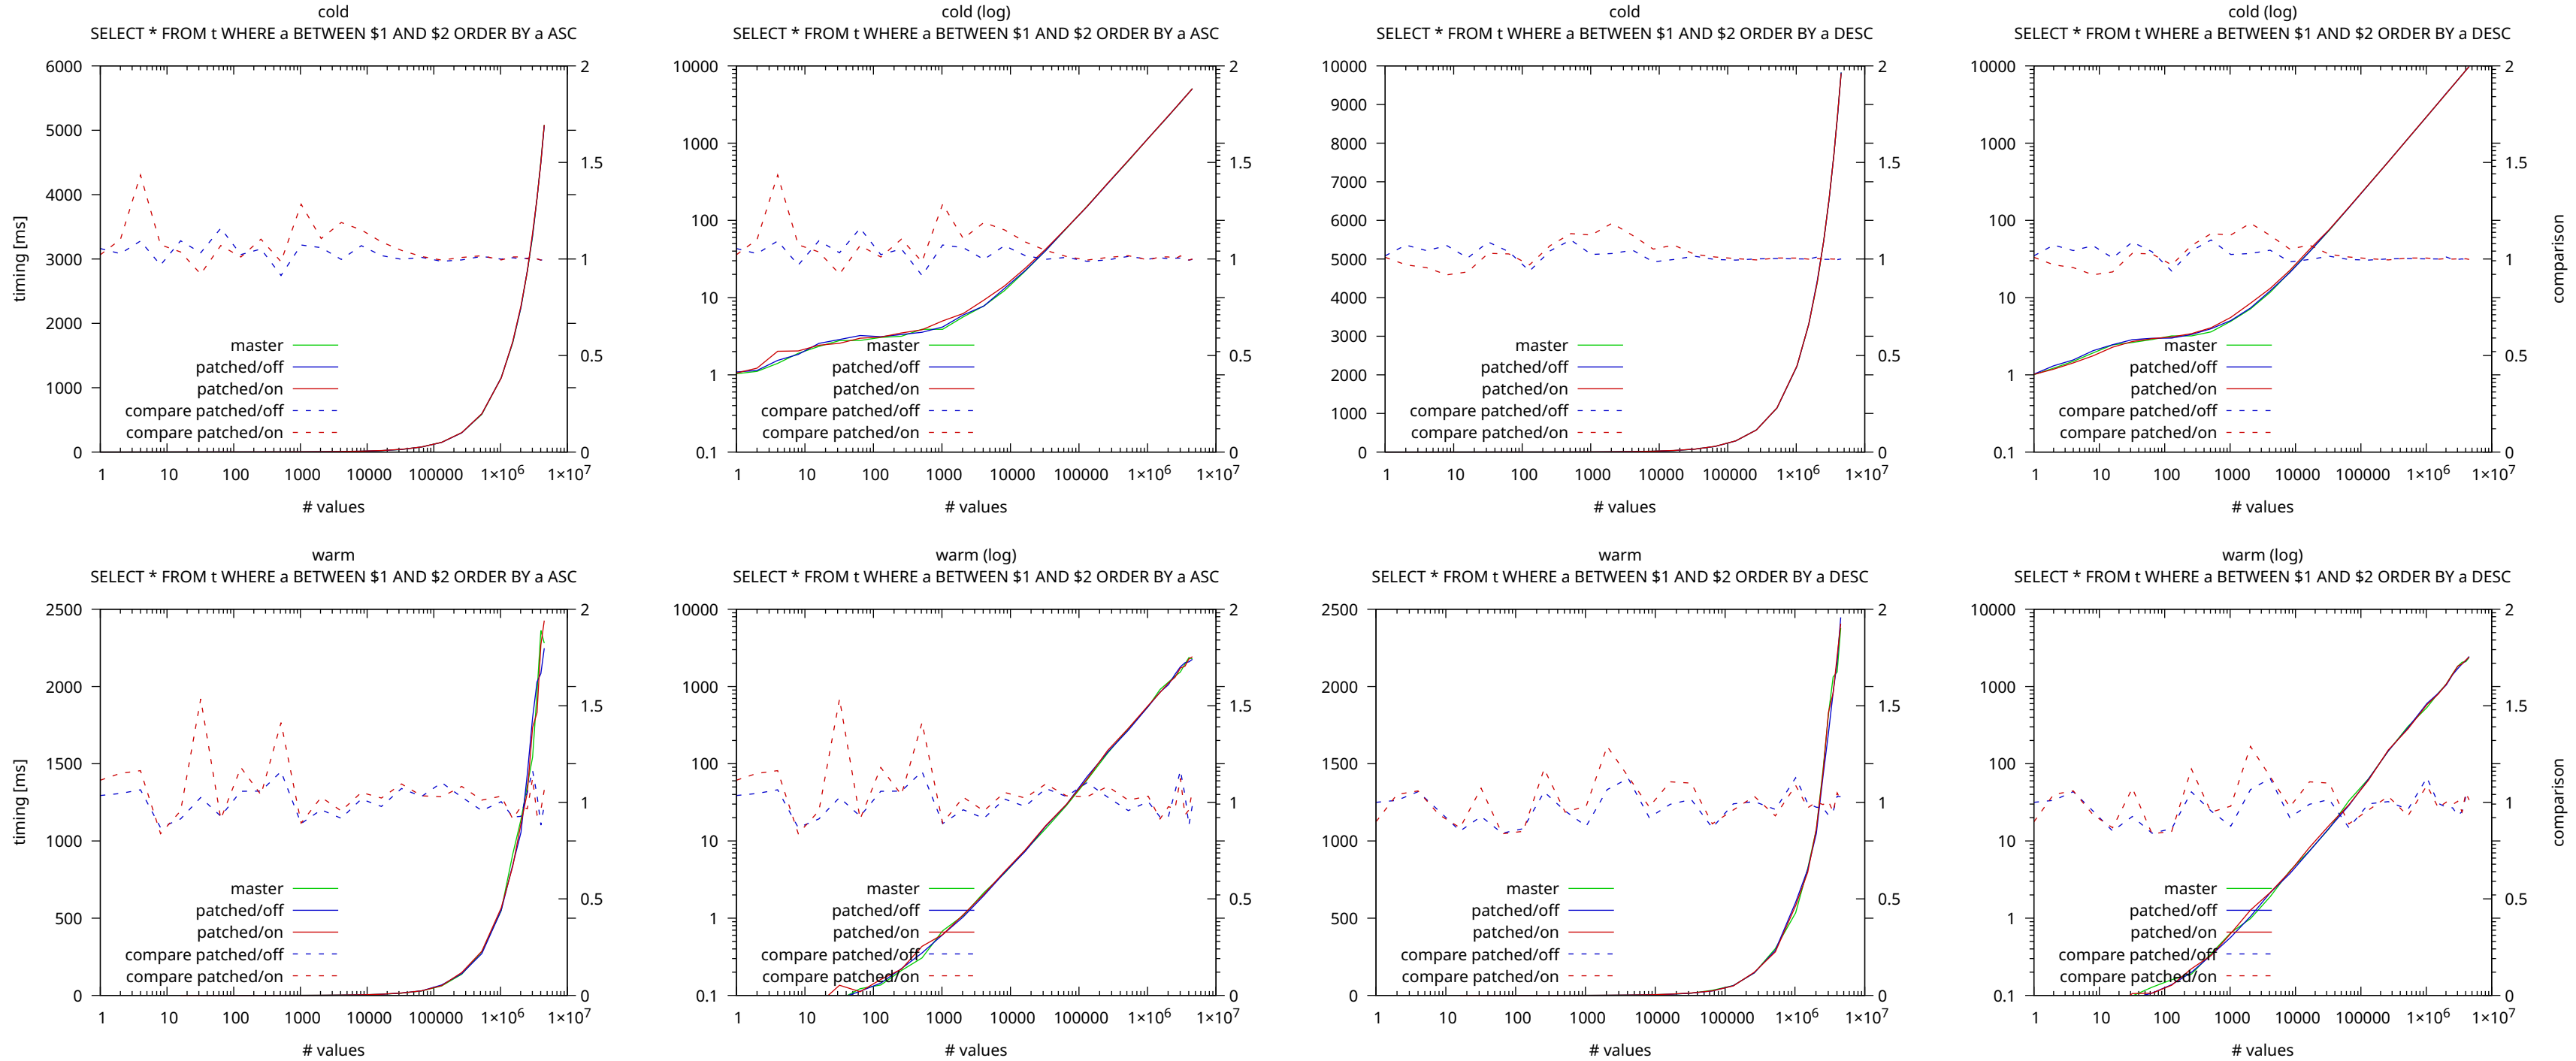 cold
SELECT * FROM t WHERE a BETWEEN $1 AND $2 ORDER BY a ASC
6000
5000
4000
3000
2000
1000
0
2
1.5
1
0.5
0
timing [ms]
master
patched/off
patched/on
compare patched/off
compare patched/on
1 10 100 1000 10000 100000 1×10⁶ 1×10⁷
# values
cold (log)
SELECT * FROM t WHERE a BETWEEN $1 AND $2 ORDER BY a ASC
10000
1000
100
10
1
0.1
2
1.5
1
0.5
0
master
patched/off
patched/on
compare patched/off
compare patched/on
1 10 100 1000 10000 100000 1×10⁶ 1×10⁷
# values
cold
SELECT * FROM t WHERE a BETWEEN $1 AND $2 ORDER BY a DESC
10000
9000
8000
7000
6000
5000
4000
3000
2000
1000
0
2
1.5
1
0.5
0
master
patched/off
patched/on
compare patched/off
compare patched/on
1 10 100 1000 10000 100000 1×10⁶ 1×10⁷
# values
cold (log)
SELECT * FROM t WHERE a BETWEEN $1 AND $2 ORDER BY a DESC
10000
1000
100
10
1
0.1
2
1.5
1
0.5
0
comparison
master
patched/off
patched/on
compare patched/off
compare patched/on
1 10 100 1000 10000 100000 1×10⁶ 1×10⁷
# values
warm
SELECT * FROM t WHERE a BETWEEN $1 AND $2 ORDER BY a ASC
2500
2000
1500
1000
500
0
2
1.5
1
0.5
0
timing [ms]
master
patched/off
patched/on
compare patched/off
compare patched/on
1 10 100 1000 10000 100000 1×10⁶ 1×10⁷
# values
warm (log)
SELECT * FROM t WHERE a BETWEEN $1 AND $2 ORDER BY a ASC
10000
1000
100
10
1
0.1
2
1.5
1
0.5
0
master
patched/off
patched/on
compare patched/off
compare patched/on
1 10 100 1000 10000 100000 1×10⁶ 1×10⁷
# values
warm
SELECT * FROM t WHERE a BETWEEN $1 AND $2 ORDER BY a DESC
2500
2000
1500
1000
500
0
2
1.5
1
0.5
0
master
patched/off
patched/on
compare patched/off
compare patched/on
1 10 100 1000 10000 100000 1×10⁶ 1×10⁷
# values
warm (log)
SELECT * FROM t WHERE a BETWEEN $1 AND $2 ORDER BY a DESC
10000
1000
100
10
1
0.1
2
1.5
1
0.5
0
comparison
master
patched/off
patched/on
compare patched/off
compare patched/on
1 10 100 1000 10000 100000 1×10⁶ 1×10⁷
# values